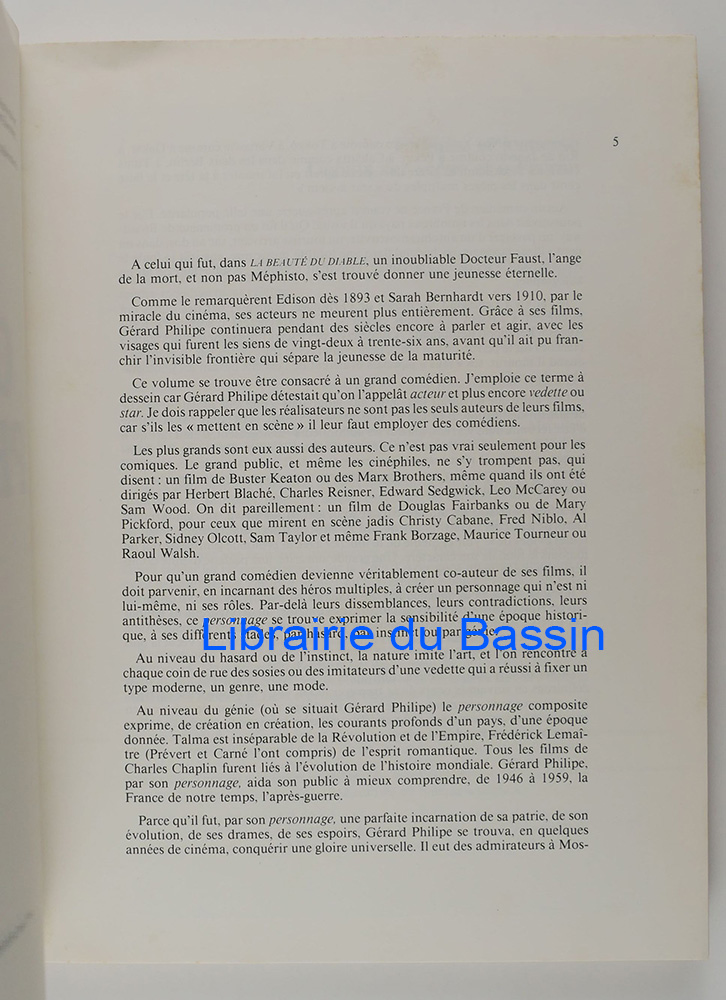 5
A celui qui fut, dans LA BEAUTÉ DU DIABLE, un inoubliable Docteur Faust, l'ange
de la mort, et non pas Méphisto, s'est trouvé donner une jeunesse éternelle.
Comme le remarquèrent Edison dès 1893 et Sarah Bernhardt vers 1910, par le
miracle du cinéma, ses acteurs ne meurent plus entièrement. Grâce à ses films,
Gérard Philipe continuera pendant des siècles encore à parler et agir, avec les
visages qui furent les siens de vingt-deux à trente-six ans, avant qu'il ait pu fran-
chir l'invisible frontière qui sépare la jeunesse de la maturité.
Ce volume se trouve être consacré à un grand comédien. J'emploie ce terme à
dessein car Gérard Philipe détestait qu'on l'appelât acteur et plus encore vedette ou
star. Je dois rappeler que les réalisateurs ne sont pas les seuls auteurs de leurs films,
car s'ils les « mettent en scène » il leur faut employer des comédiens.
Les plus grands sont eux aussi des auteurs. Ce n'est pas vrai seulement pour les
comiques. Le grand public, et même les cinéphiles, ne s'y trompent pas, qui
disent : un film de Buster Keaton ou des Marx Brothers, même quand ils ont été
dirigés par Herbert Blaché, Charles Reisner, Edward Sedgwick, Leo McCarey ou
Sam Wood. On dit pareillement : un film de Douglas Fairbanks ou de Mary
Pickford, pour ceux que mirent en scène jadis Christy Cabane, Fred Niblo, Al
Parker, Sidney Olcott, Sam Taylor et même Frank Borzage, Maurice Tourneur ou
Raoul Walsh.
Pour qu'un grand comédien devienne véritablement co-auteur de ses films, il
doit parvenir, en incarnant des héros multiples, à créer un personnage qui n'est ni
lui-même, ni ses rôles. Par-delà leurs dissemblances, leurs contradictions, leurs
antithèses, ce personnage se trouve exprimer la sensibilité d'une époque histori-
que, à ses différents stades, par hasard, par instinct ou par génie.
Librairie du Bassin
Au niveau du hasard ou de l'instinct, la nature imite l'art, et l'on rencontre à
chaque coin de rue des sosies ou des imitateurs d'une vedette qui a réussi à fixer un
type moderne, un genre, une mode.
Au niveau du génie (où se situait Gérard Philipe) le personnage composite
exprime, de création en création, les courants profonds d'un pays, d'une époque
donnée. Talma est inséparable de la Révolution et de l'Empire, Frédérick Lemaî-
tre (Prévert et Carné l'ont compris) de l'esprit romantique. Tous les films de
Charles Chaplin furent liés à l'évolution de l'histoire mondiale. Gérard Philipe,
par son personnage, aida son public à mieux comprendre, de 1946 à 1959, la
France de notre temps, l'après-guerre.
Parce qu'il fut, par son personnage, une parfaite incarnation de sa patrie, de son
évolution, de ses drames, de ses espoirs, Gérard Philipe se trouva, en quelques
années de cinéma, conquérir une gloire universelle. Il eut des admirateurs à Mos-